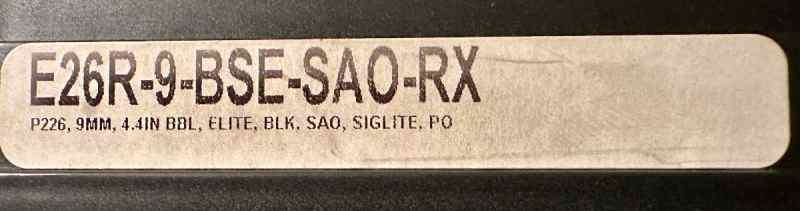 E26R-9-BSE-SAO-RX
P226, 9MM, 4.4IN BBL, ELITE, BLK, SAO, SIGLITE, PO